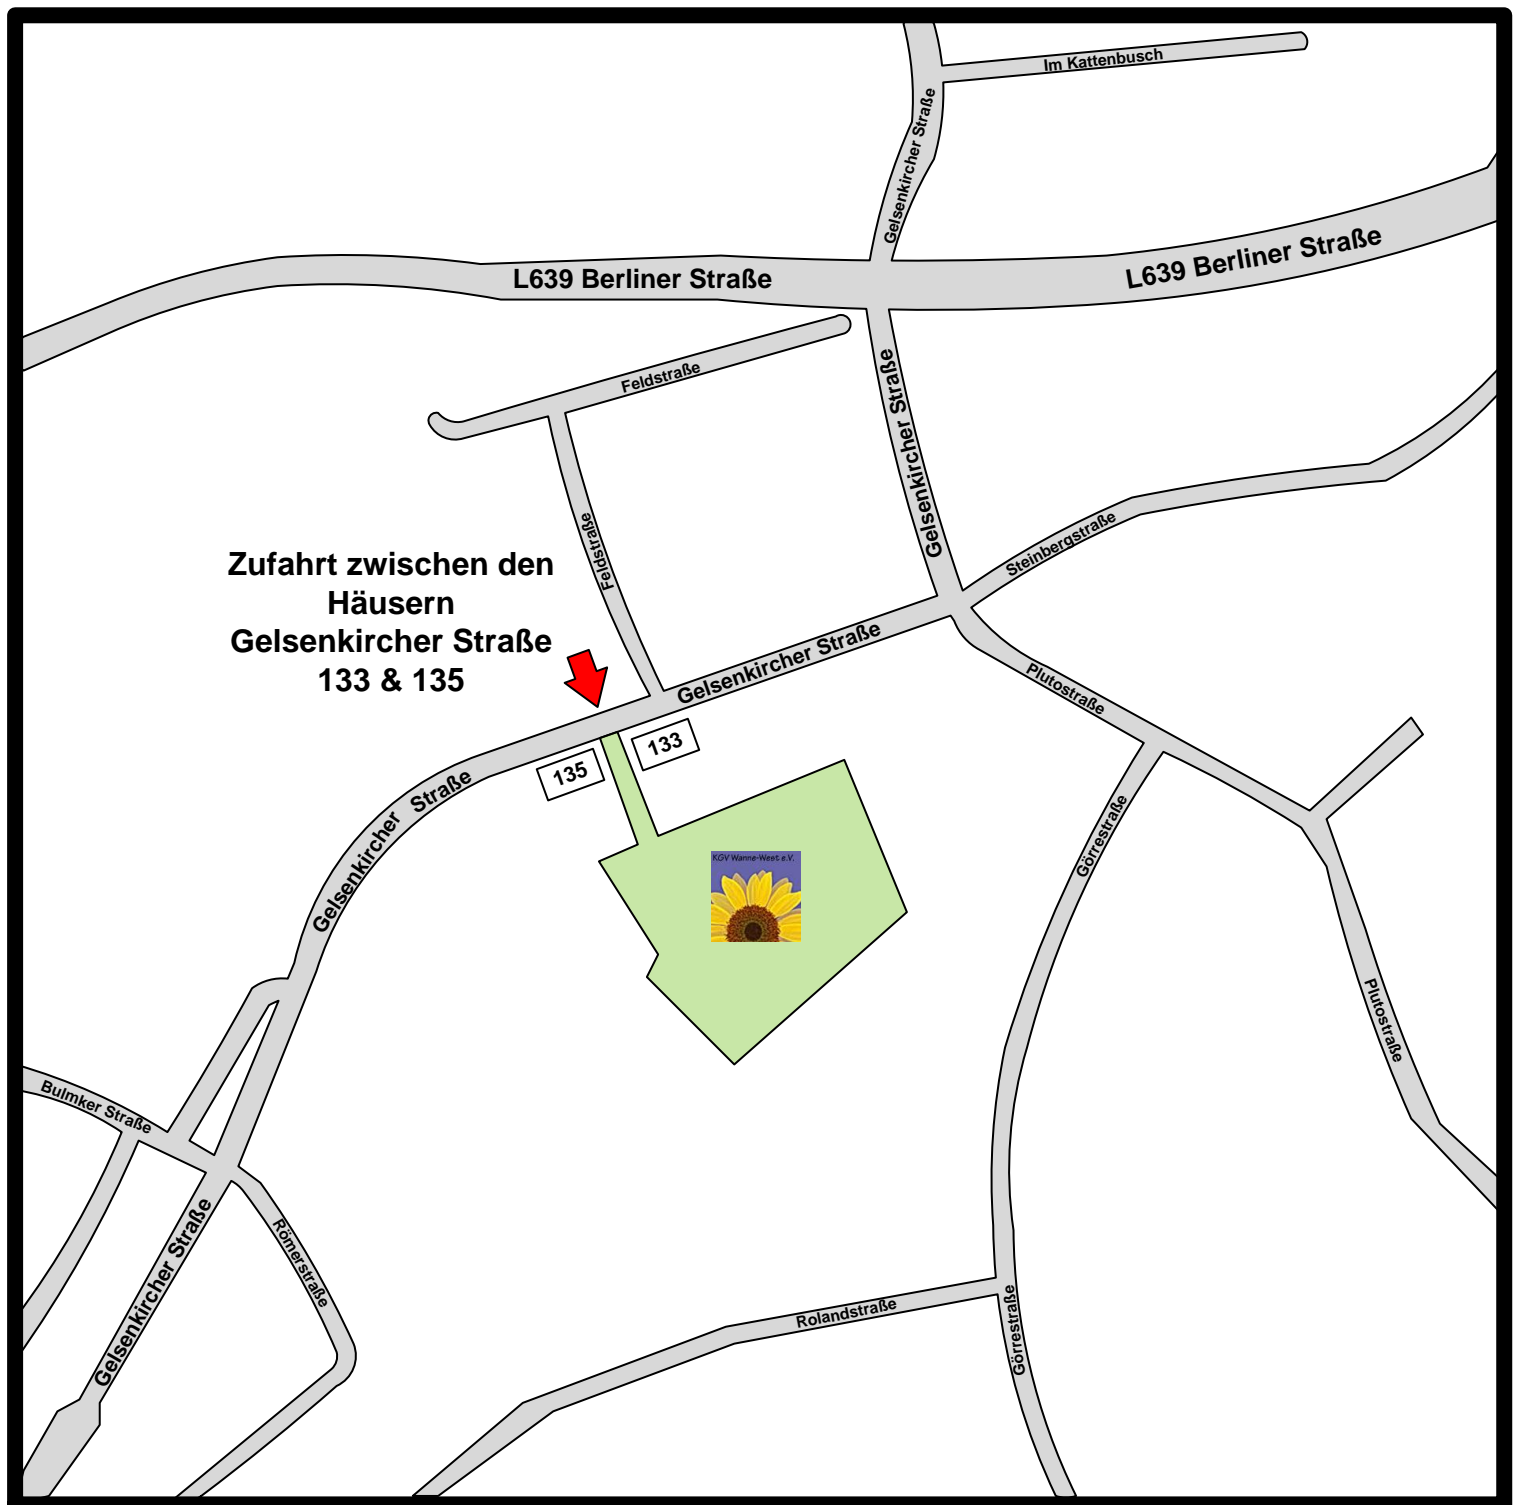 Im Kattenbusch
Gelsenkircher Straße
L639 Berliner Straße
L639 Berliner Straße
Feldstraße
Gelsenkircher Straße
Feldstraße
Steinbergstraße
Zufahrt zwischen den
Häusern
Gelsenkircher Straße
133 & 135
Gelsenkircher Straße
Plutostraße
133
135
Gelsenkircher Straße
Görrestraße
KGV Wanne-West e.V.
Plutostraße
Bulmker Straße
Gelsenkircher Straße
Römerstraße
Rolandstraße
Görrestraße